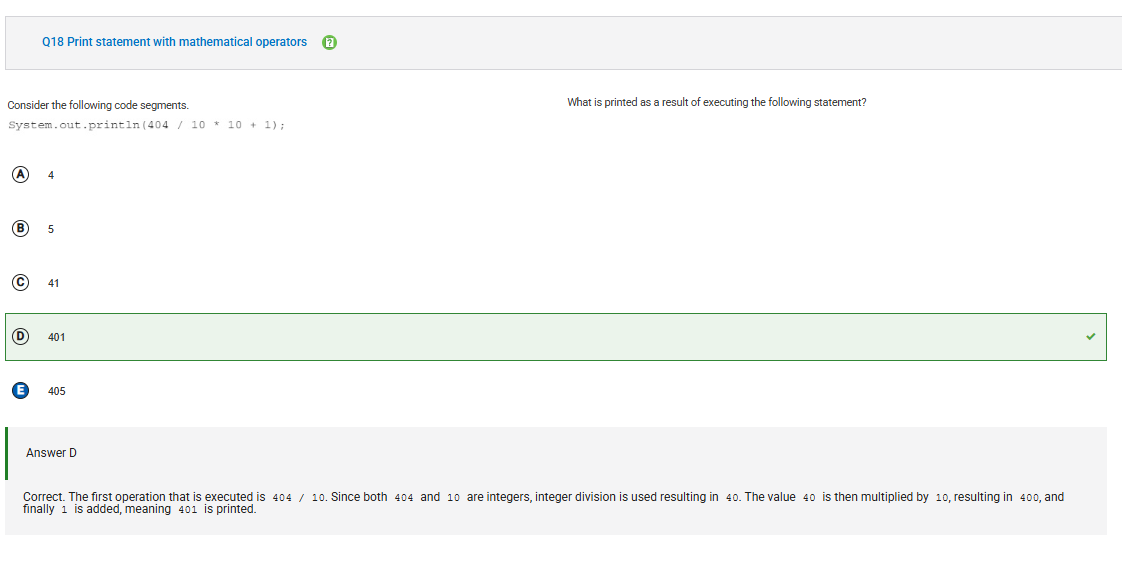 Q18 Print statement with mathematical operators
Consider the following code segments.
System.out.println(404 / 10 * 10 + 1);
What is printed as a result of executing the following statement?
A 4
B 5
C 41
D 401
E 405
Answer D
Correct. The first operation that is executed is 404 / 10. Since both 404 and 10 are integers, integer division is used resulting in 40. The value 40 is then multiplied by 10, resulting in 400, and
finally 1 is added, meaning 401 is printed.